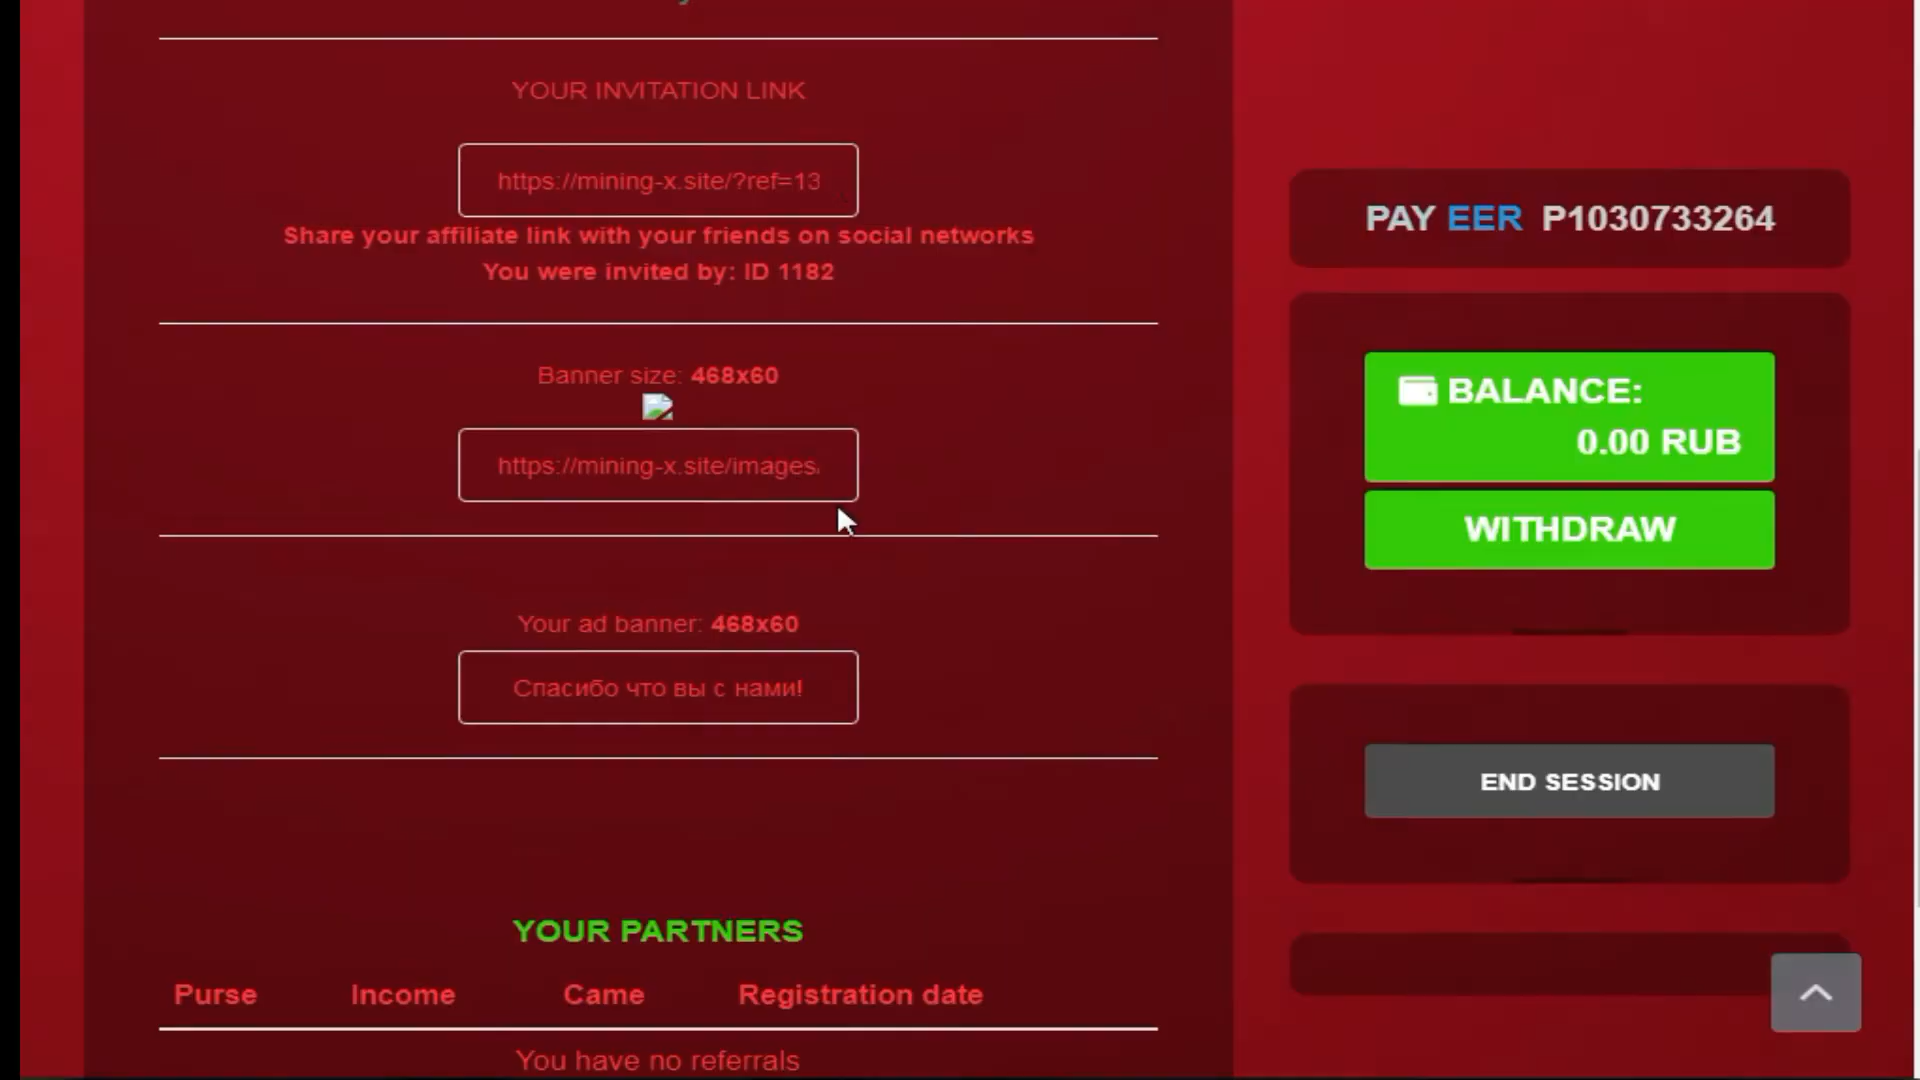 YOUR INVITATION LINK
https://mining-x.site/?ref=13
Share your affiliate link with your friends on social networks
You were invited by: ID 1182
Banner size: 468x60
https://mining-x.site/images
Your ad banner: 468x60
Спасибо что вы с нами!
YOUR PARTNERS
Purse Income Came Registration date
You have no referrals
PAY EER P1030733264
BALANCE:
0.00 RUB
WITHDRAW
END SESSION